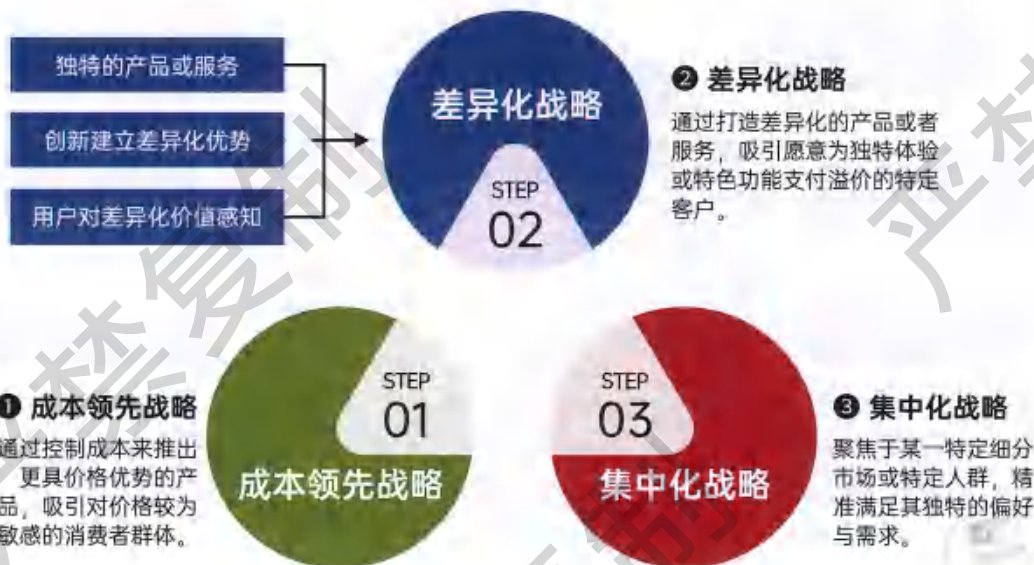 独特的产品或服务
创新建立差异化优势
用户对差异化价值感知
差异化战略
STEP
02
❷ 差异化战略
通过打造差异化的产品或者
服务，吸引愿意为独特体验
或特色功能支付溢价的特定
客户。
❶ 成本领先战略
通过控制成本来推出
更具价格优势的产
品，吸引对价格较为
敏感的消费者群体。
STEP
01
成本领先战略
STEP
03
集中化战略
❸ 集中化战略
聚焦于某一特定细分
市场或特定人群，精
准满足其独特的偏好
与需求。
严禁复制